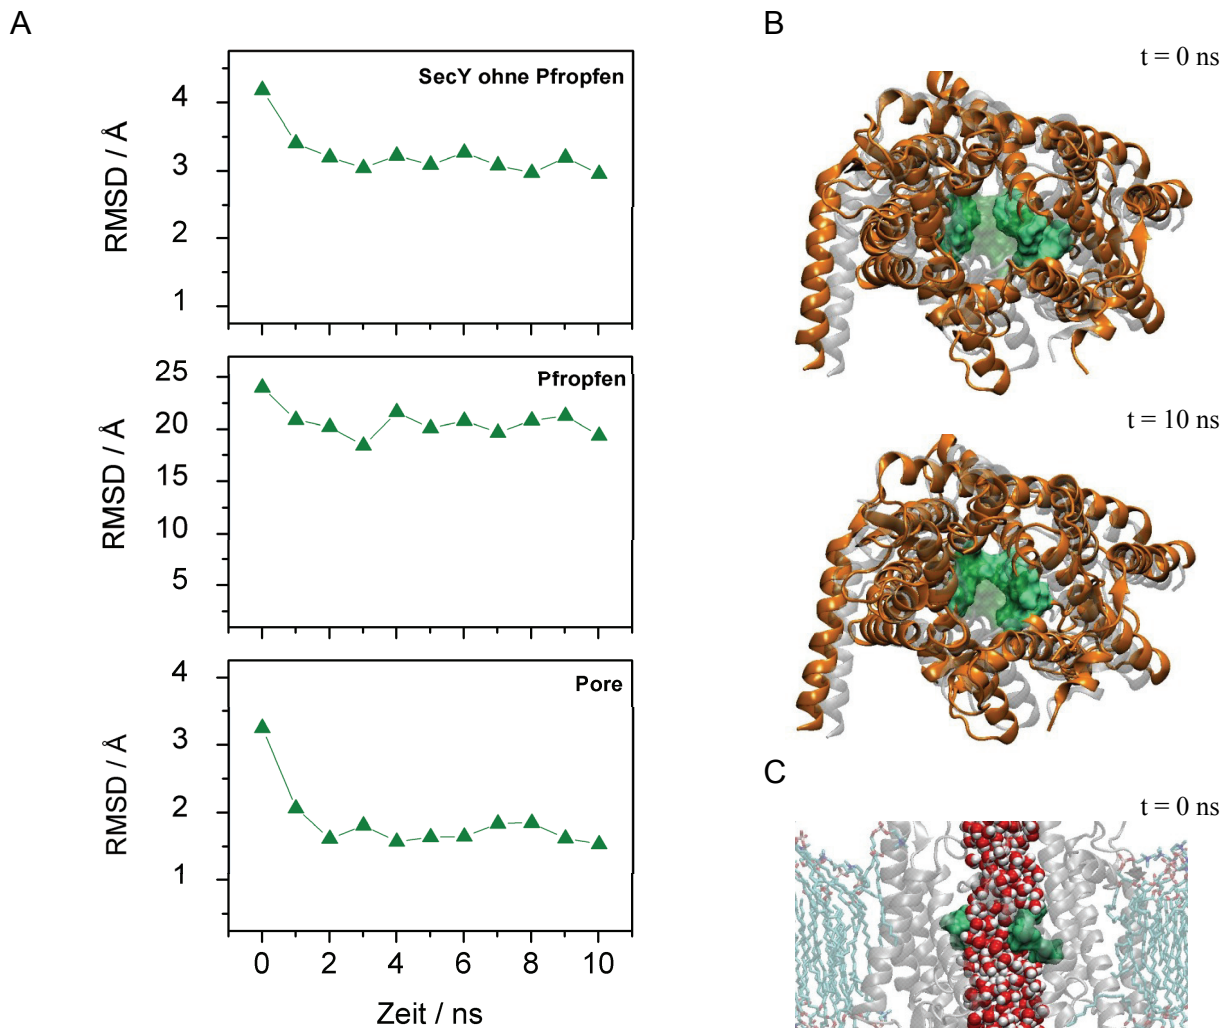 A
SecY ohne Pfropfen
4
3
2
1
RMSD / Å
Pfropfen
25
20
15
10
5
RMSD / Å
Pore
4
3
2
1
RMSD / Å
0 2 4 6 8 10
Zeit / ns
B
t = 0 ns
t = 10 ns
C
t = 0 ns